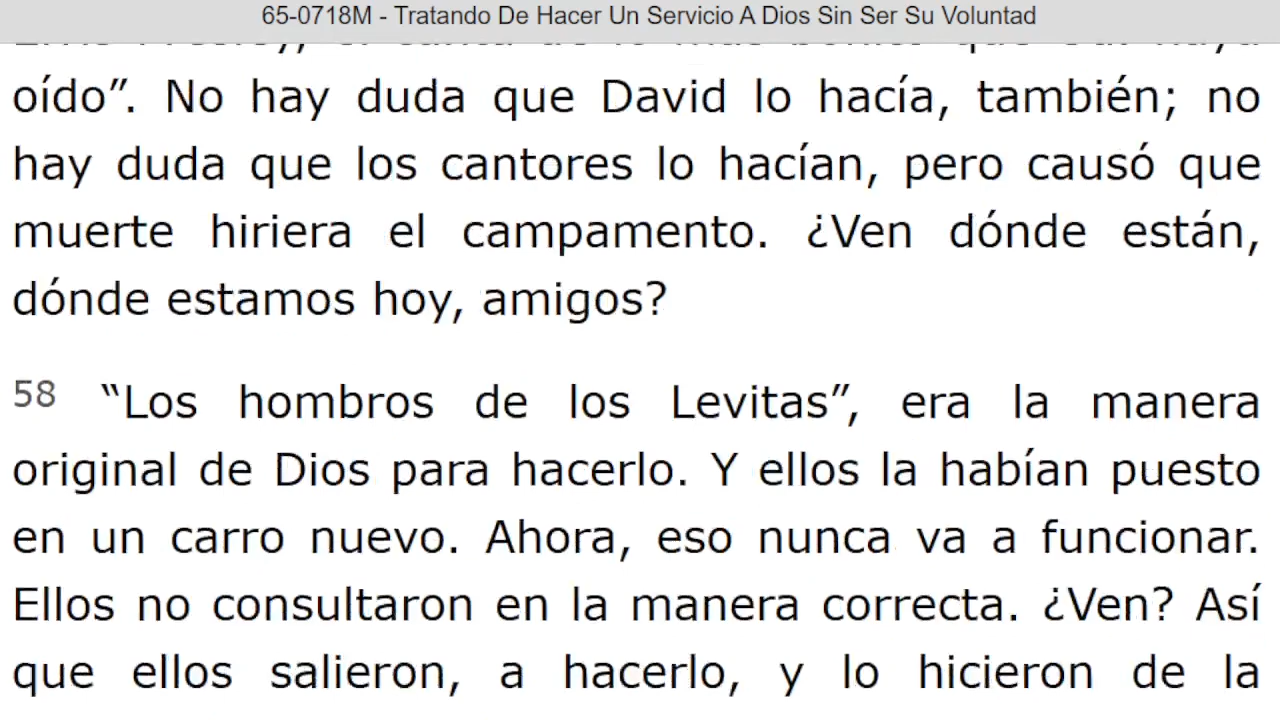 65-0718M - Tratando De Hacer Un Servicio A Dios Sin Ser Su Voluntad
oído”. No hay duda que David lo hacía, también; no
hay duda que los cantores lo hacían, pero causó que
muerte hiriera el campamento. ¿Ven dónde están,
dónde estamos hoy, amigos?
58 “Los hombros de los Levitas”, era la manera
original de Dios para hacerlo. Y ellos la habían puesto
en un carro nuevo. Ahora, eso nunca va a funcionar.
Ellos no consultaron en la manera correcta. ¿Ven? Así
que ellos salieron, a hacerlo, y lo hicieron de la